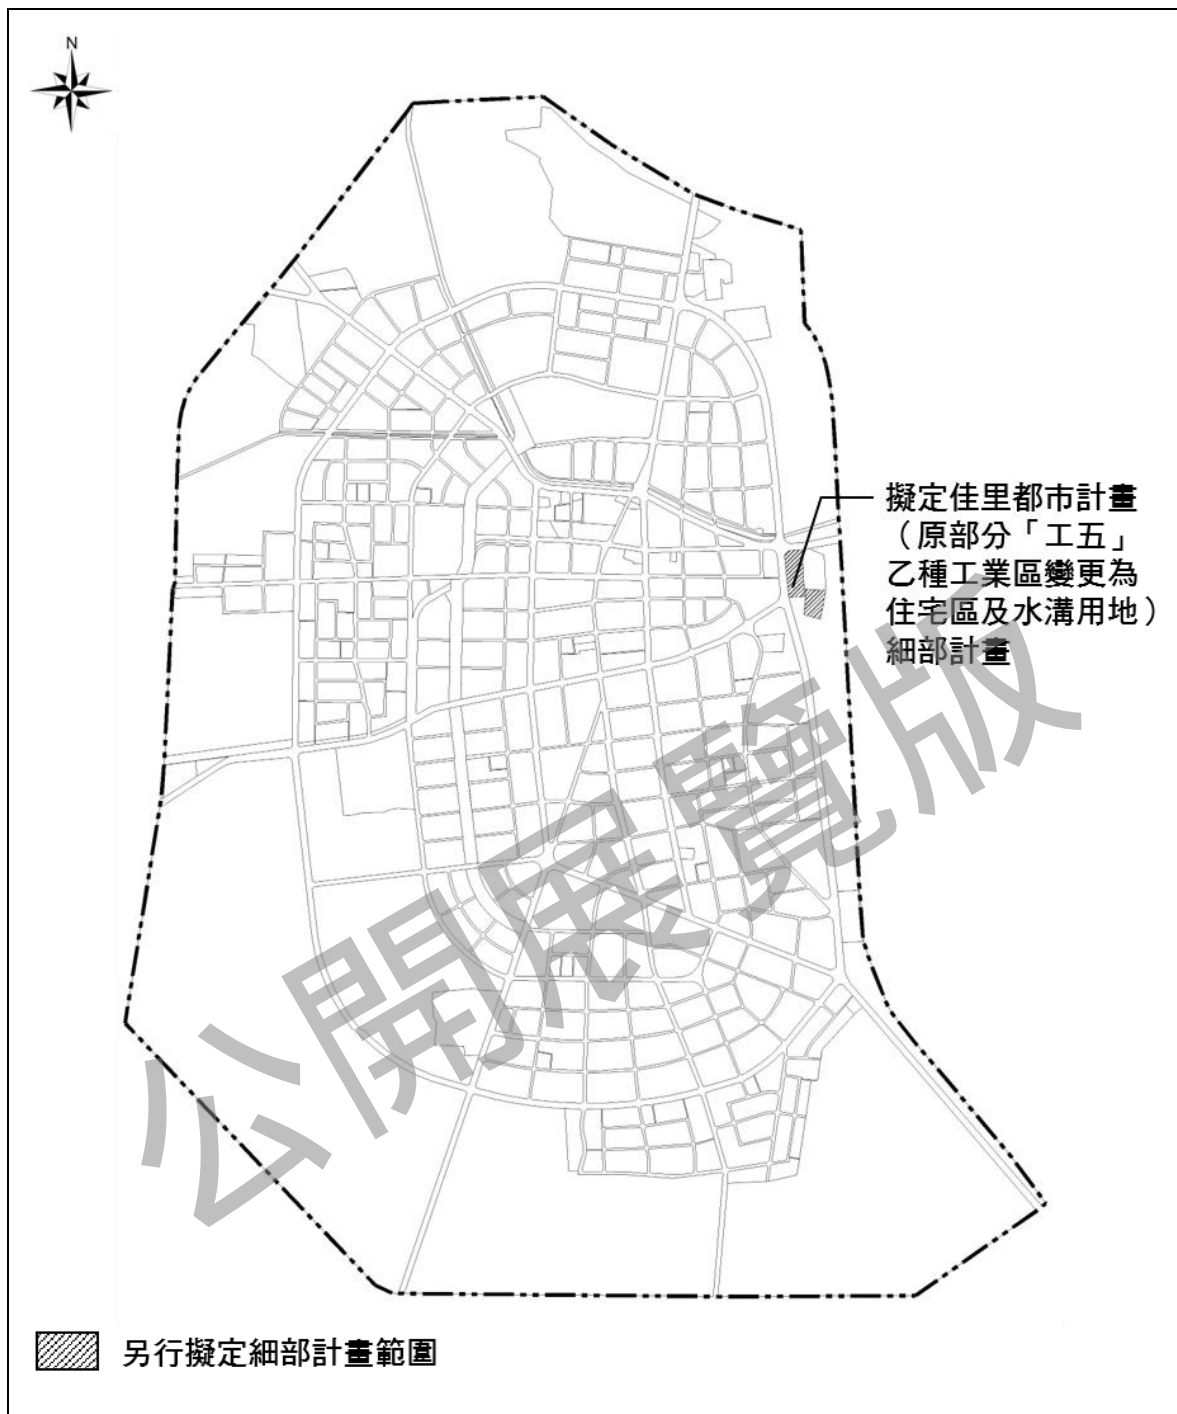 N
擬定佳里都市計畫
（原部分「工五」
乙種工業區變更為
住宅區及水溝用地）
細部計畫
公開展覽版
另行擬定細部計畫範圍